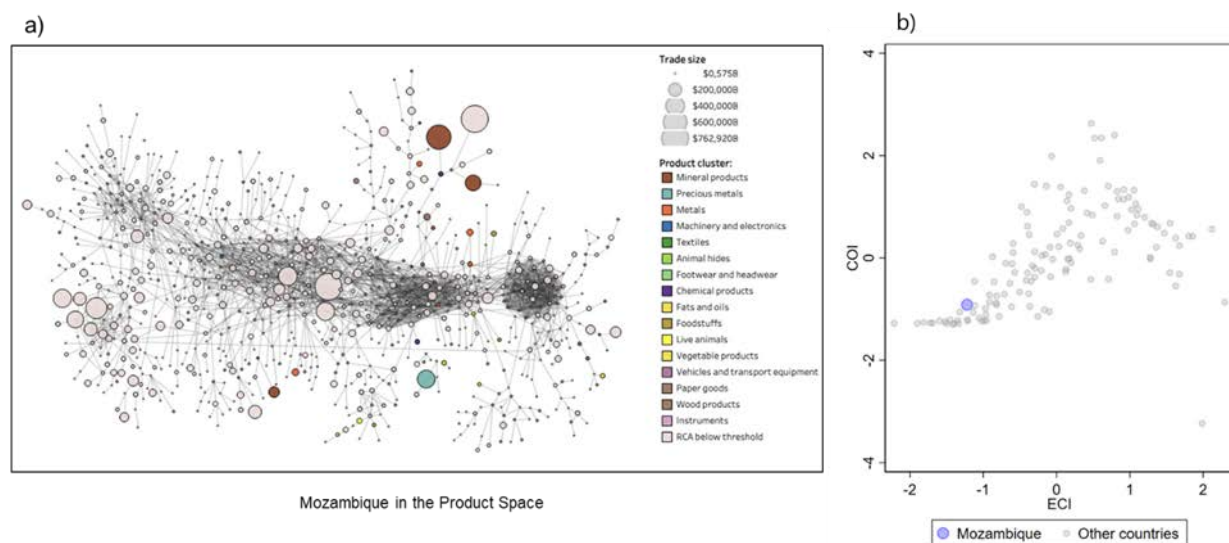 a)
Trade size
$0,575B
$200,000B
$400,000B
$600,000B
$762,920B
Product cluster:
Mineral products
Precious metals
Metals
Machinery and electronics
Textiles
Animal hides
Footwear and headwear
Chemical products
Fats and oils
Foodstuffs
Live animals
Vegetable products
Vehicles and transport equipment
Paper goods
Wood products
Instruments
RCA below threshold
Mozambique in the Product Space
b)
4
2
0
-2
-4
COI
-2 -1 0 1 2
ECI
Mozambique Other countries